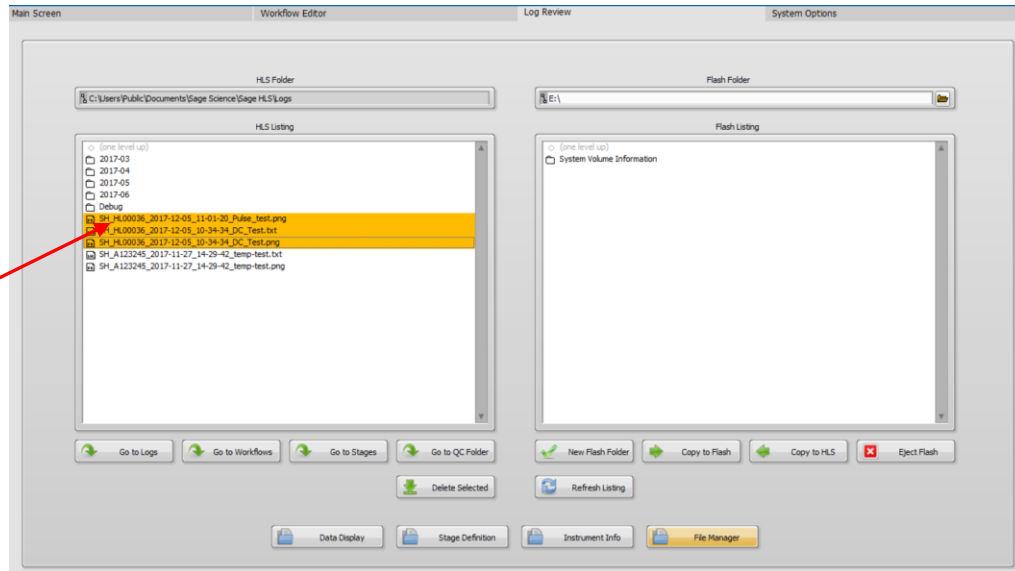 Main Screen
Workflow Editor
Log Review
System Options
HLS Folder
C:\Users\Public\Documents\Sage Science\Sage HLS\Logs
HLS Listing
(one level up)
2017-03
2017-04
2017-05
2017-06
Debug
SH_HL00036_2017-12-05_11-01-20_Pulse_test.png
SH_HL00036_2017-12-05_10-34-34_DC_Test.txt
SH_HL00036_2017-12-05_10-34-34_DC_Test.png
SH_A123245_2017-11-27_14-29-42_temp-test.txt
SH_A123245_2017-11-27_14-29-42_temp-test.png
Flash Folder
E:\
Flash Listing
(one level up)
System Volume Information
Go to Logs
Go to Workflows
Go to Stages
Go to QC Folder
New Flash Folder
Copy to Flash
Copy to HLS
Eject Flash
Delete Selected
Refresh Listing
Data Display
Stage Definition
Instrument Info
File Manager